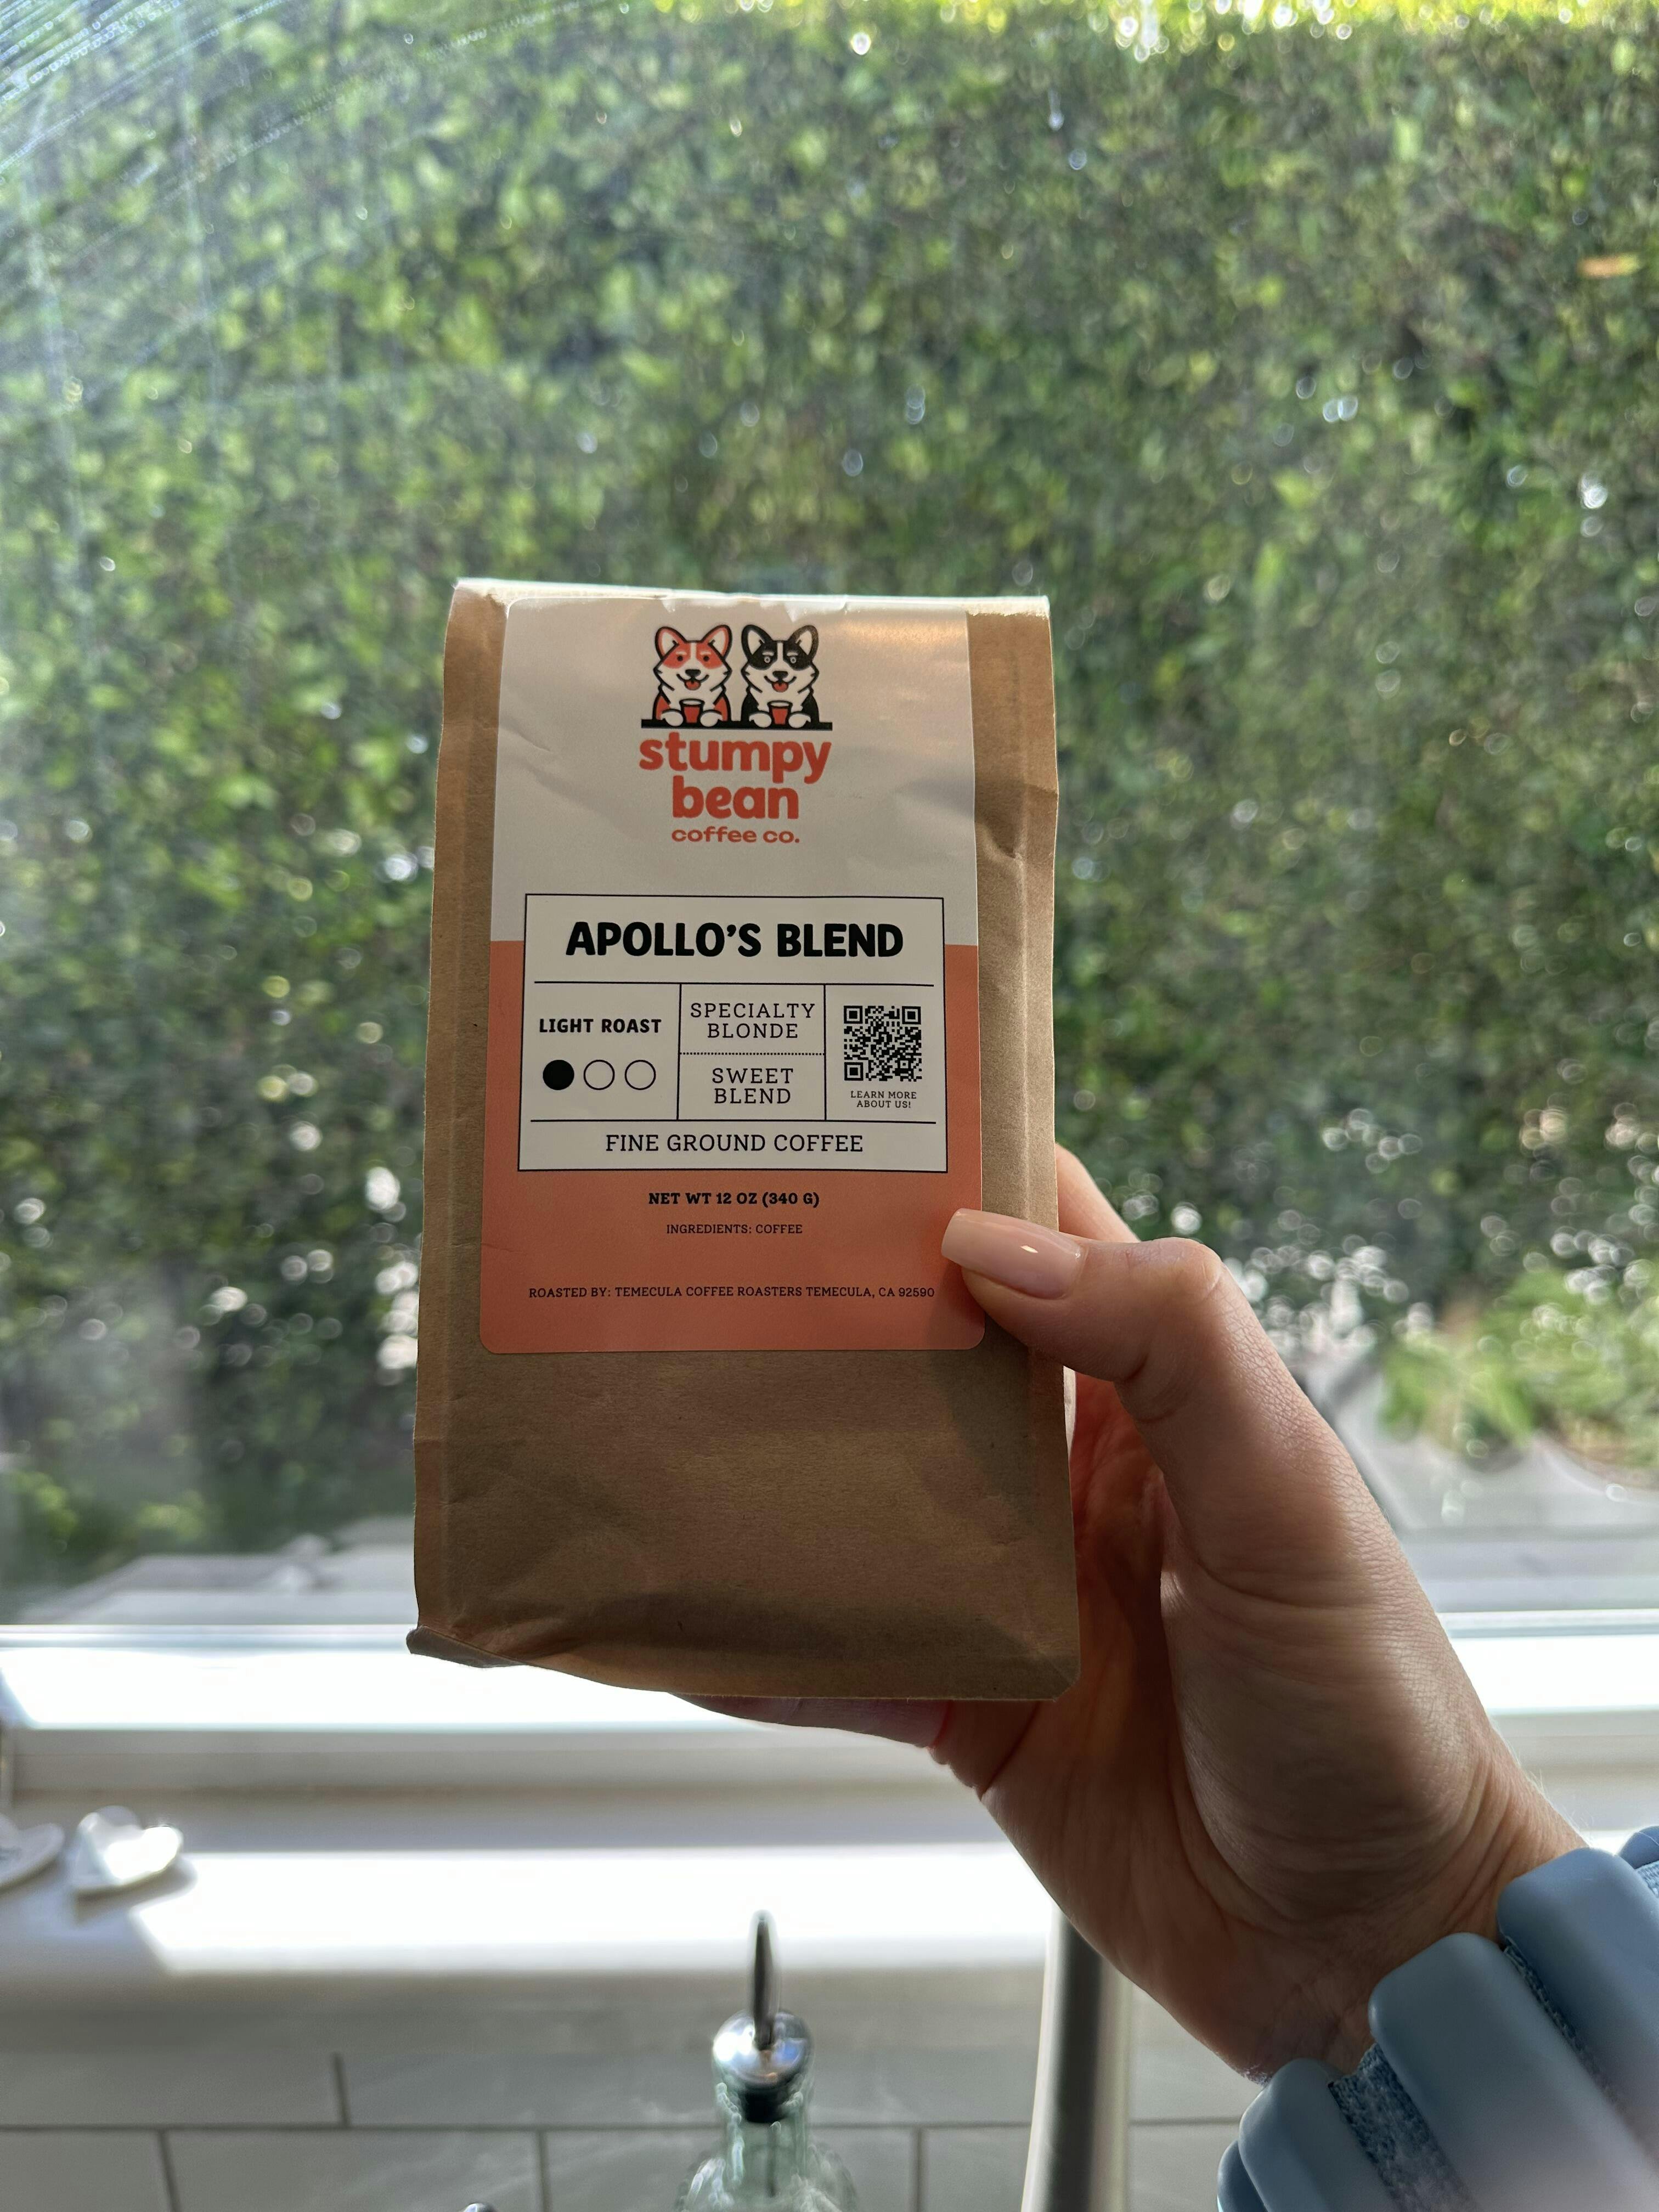 stumpy
bean
coffee co.
APOLLO'S BLEND
LIGHT ROAST
SPECIALTY
BLONDE
SWEET
BLEND
LEARN MORE
ABOUT US!
FINE GROUND COFFEE
NET WT 12 OZ (340 G)
INGREDIENTS: COFFEE
ROASTED BY: TEMECULA COFFEE ROASTERS TEMECULA, CA 92590